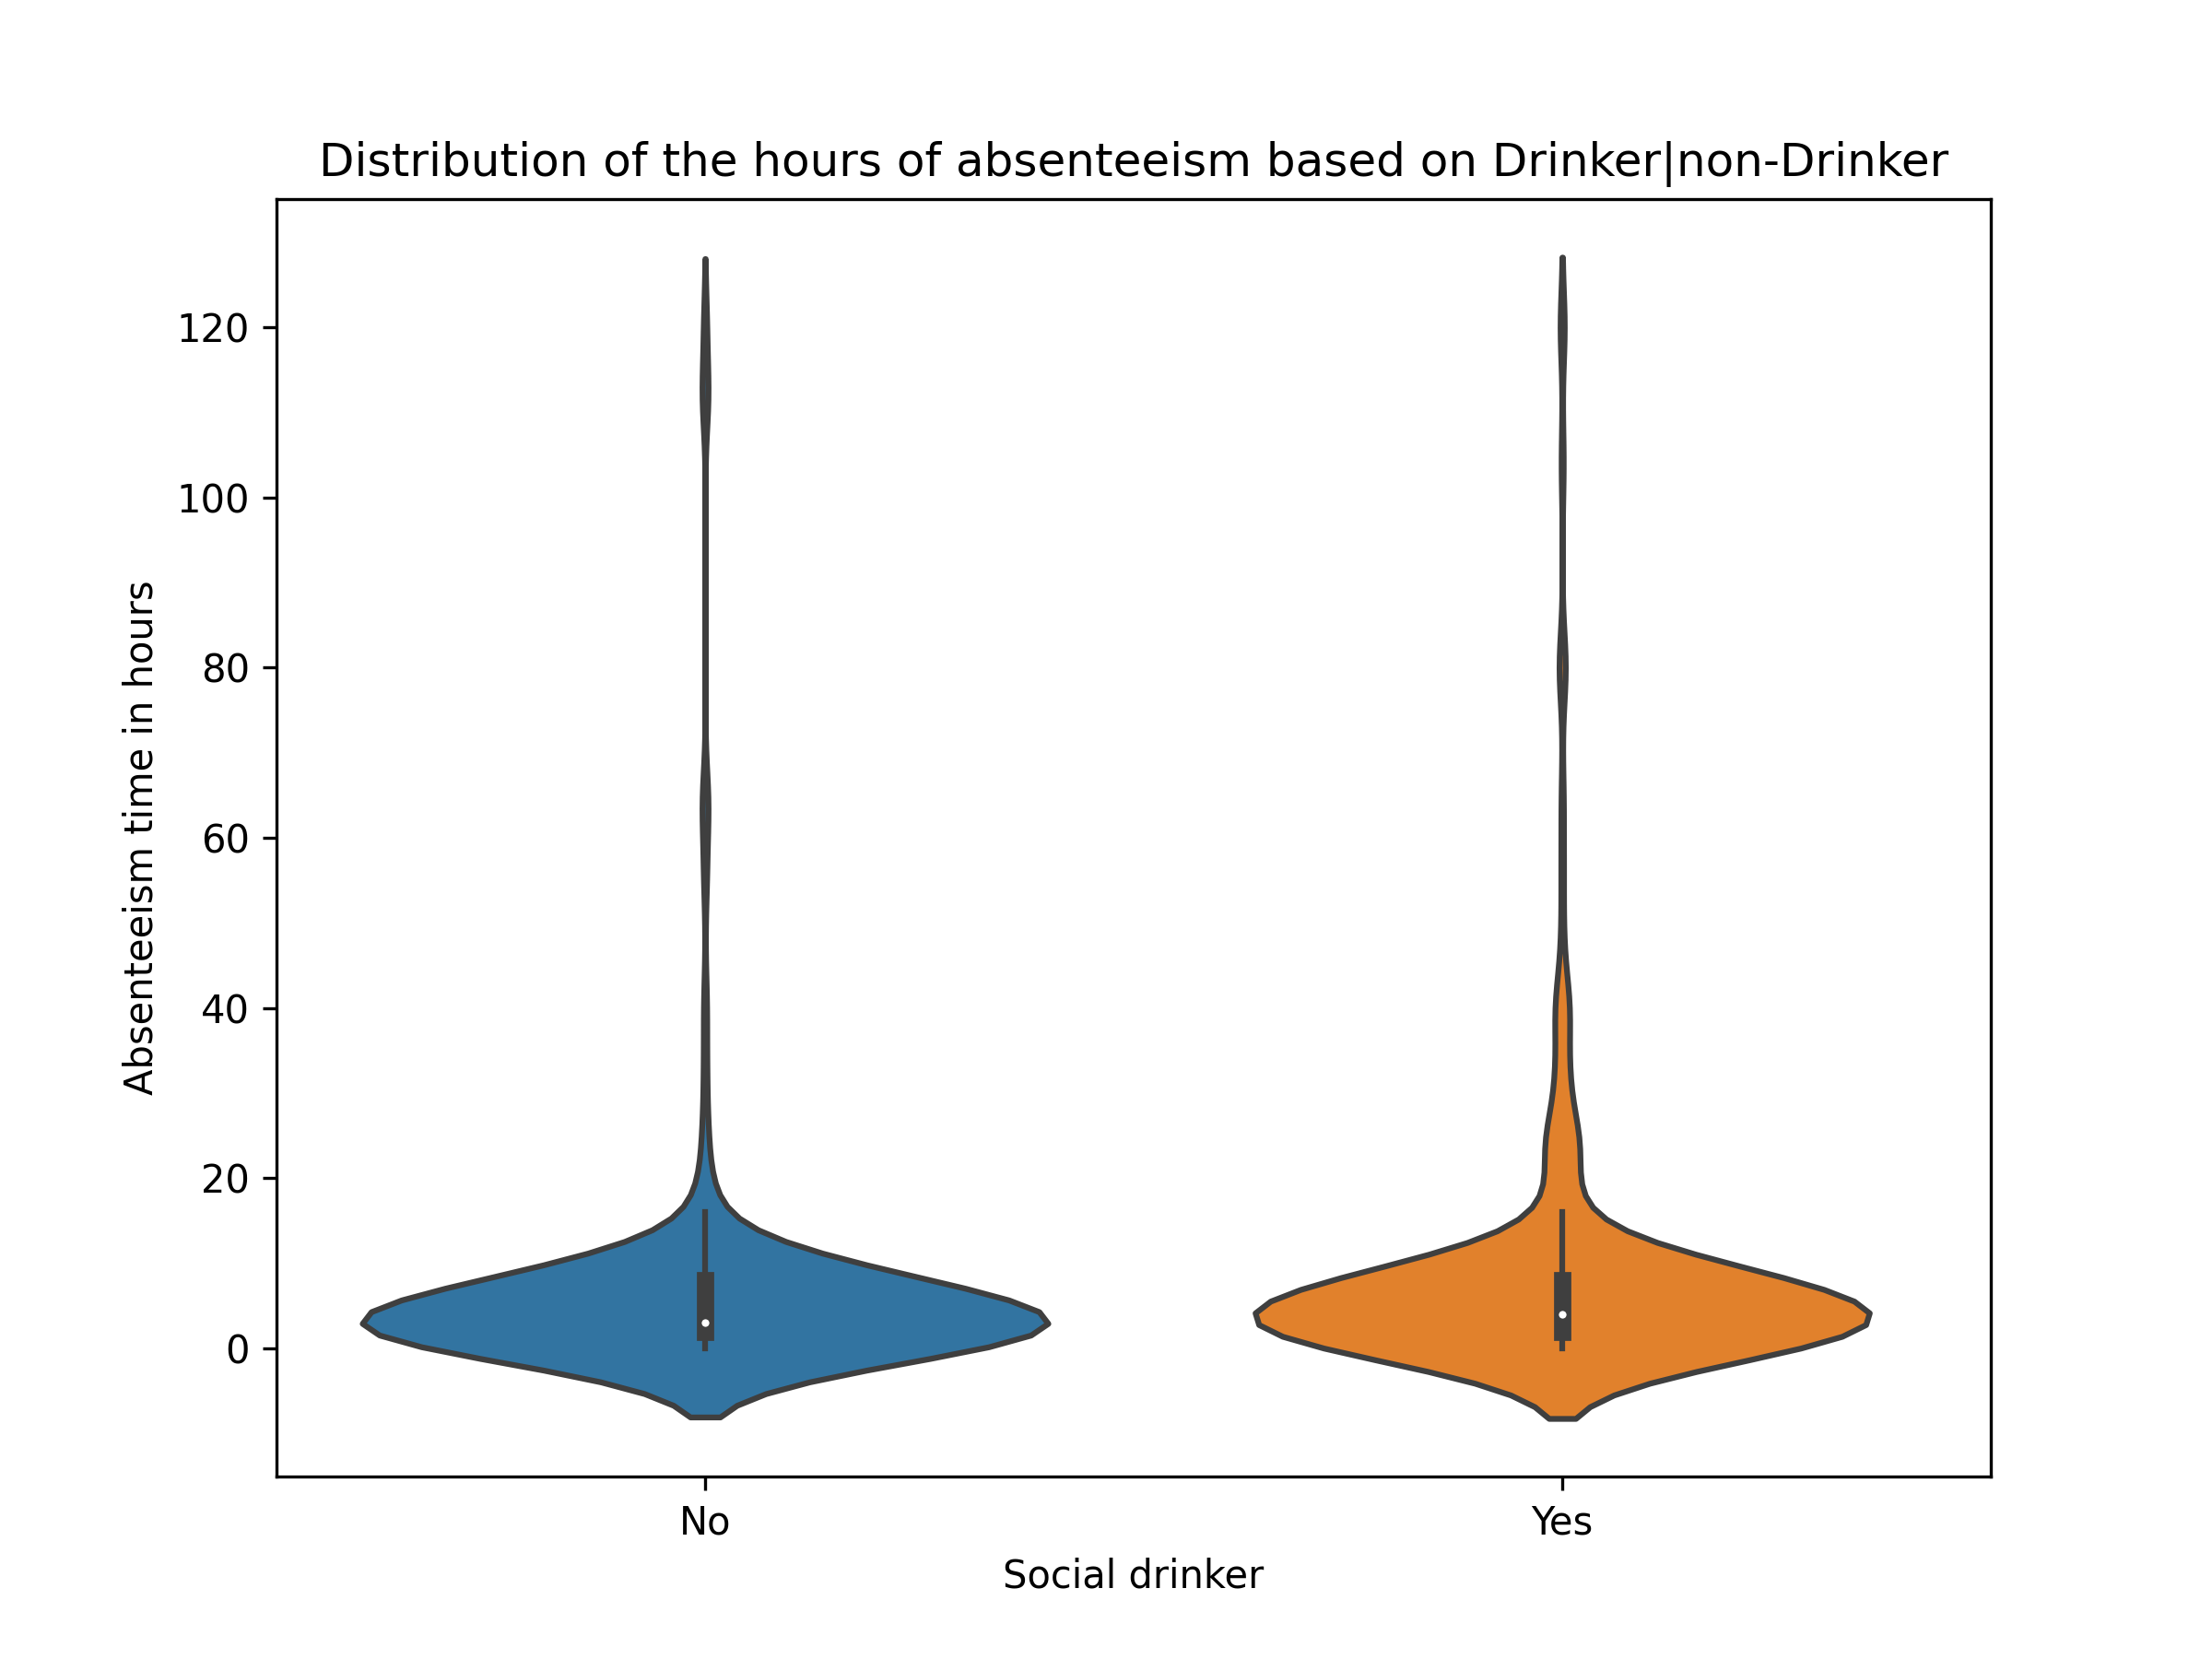 Distribution of the hours of absenteeism based on Drinker|non-Drinker
Absenteeism time in hours
120
100
80
60
40
20
0
No
Yes
Social drinker